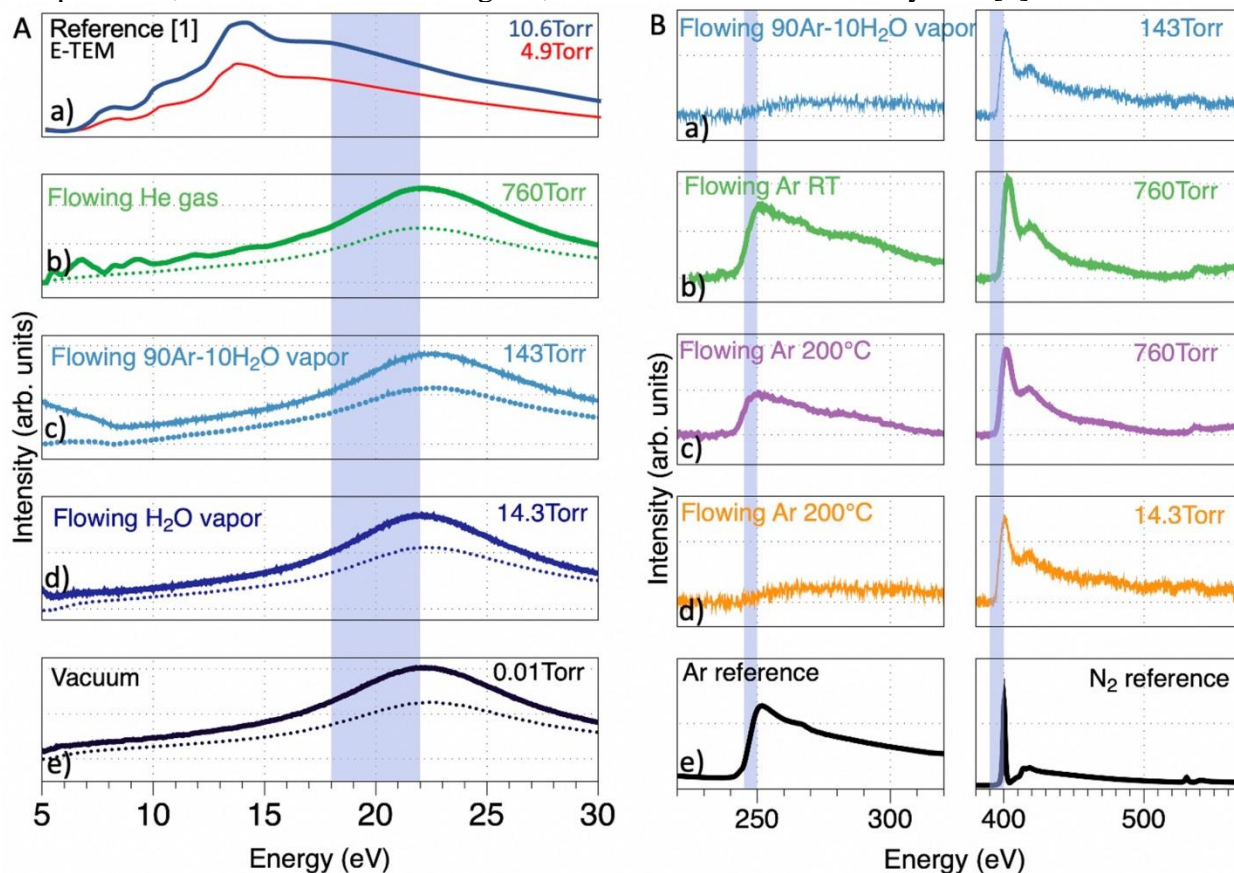 A
Reference [1]
10.6Torr
E-TEM
4.9Torr
a)
Flowing He gas
760Torr
b)
Flowing 90Ar-10H₂O vapor
143Torr
c)
Flowing H₂O vapor
14.3Torr
d)
Vacuum
0.01Torr
e)
Intensity (arb. units)
5 10 15 20 25 30
Energy (eV)
B
Flowing 90Ar-10H₂O vapor
143Torr
a)
Flowing Ar RT
760Torr
b)
Flowing Ar 200°C
760Torr
c)
Flowing Ar 200°C
14.3Torr
d)
Ar reference
N₂ reference
e)
Intensity (arb. units)
250 300 400 500
Energy (eV)